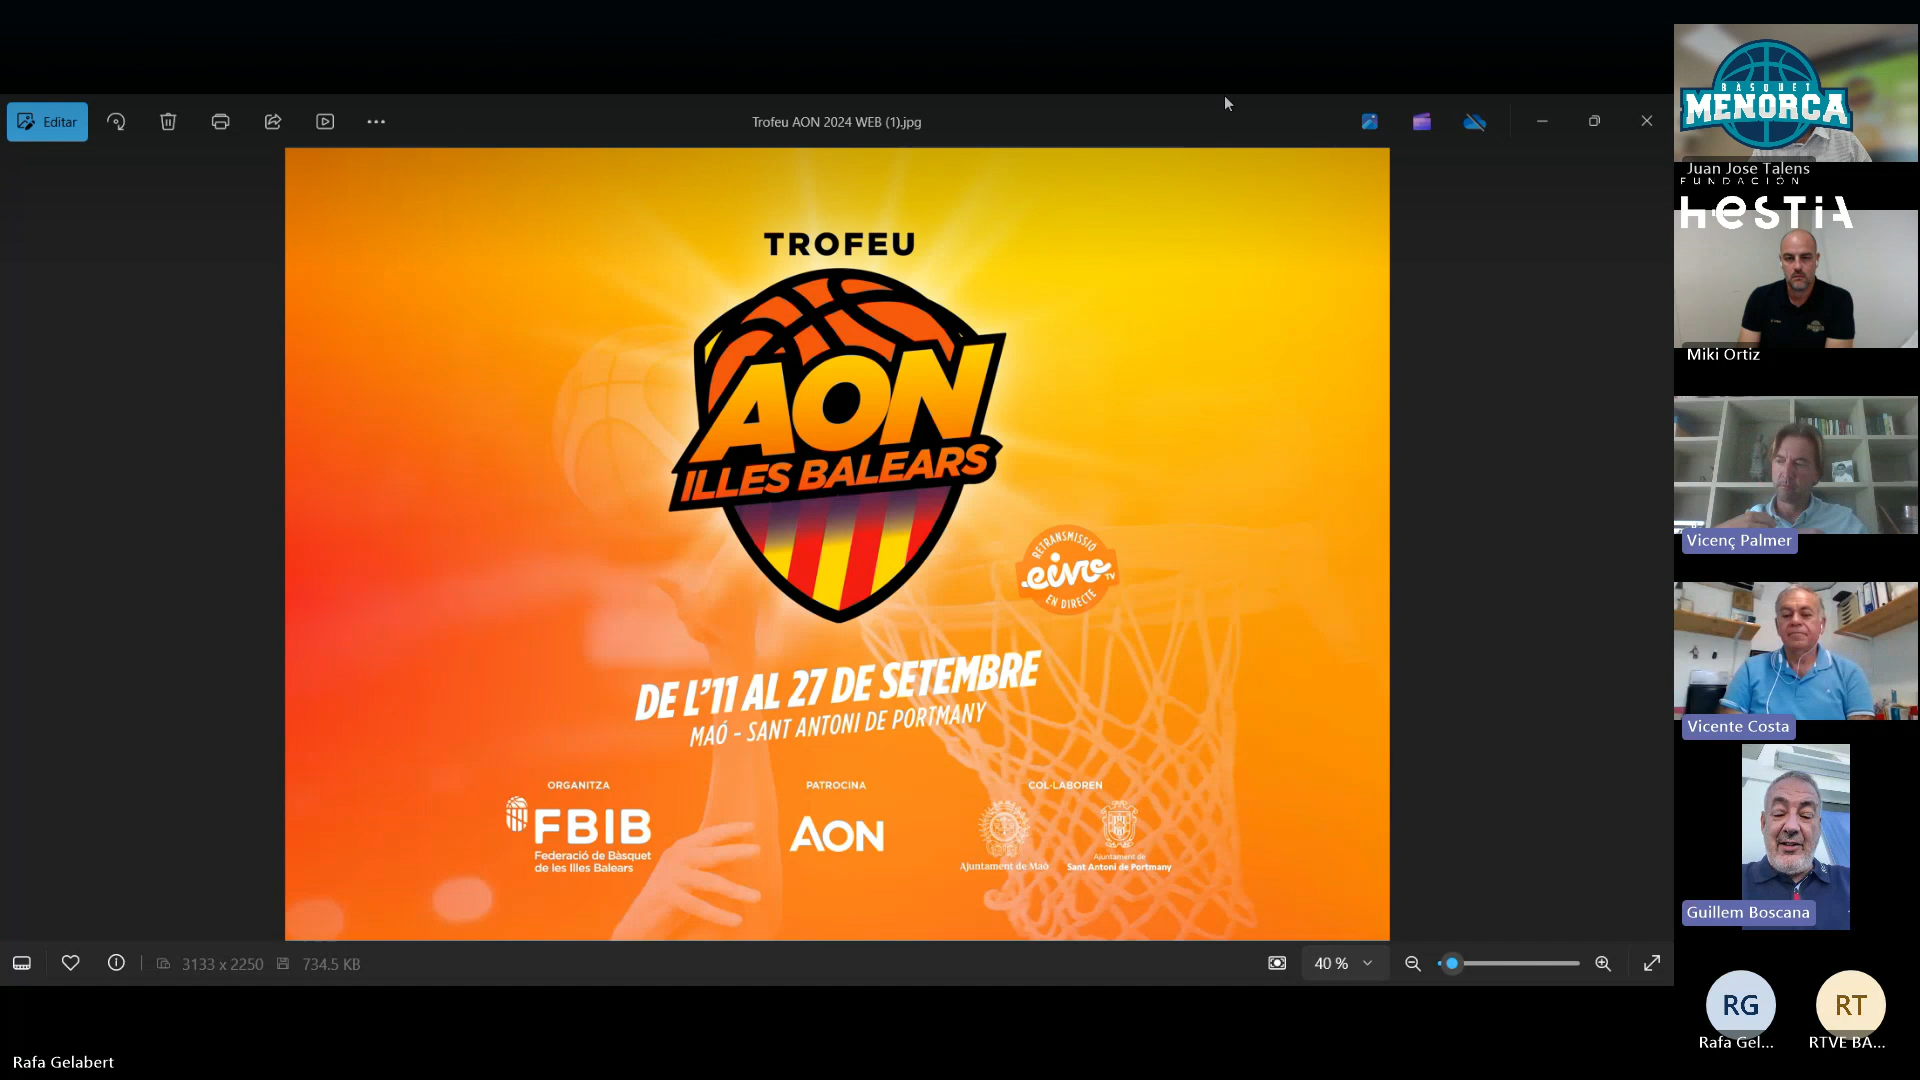 Editar
Trofeu AON 2024 WEB (1).jpg
TROFEU
AON
ILLES BALEARS
RETRANSMISSIÓ
eivc TV
EN DIRECTE
DE L'11 AL 27 DE SETEMBRE
MAÓ - SANT ANTONI DE PORTMANY
ORGANITZA
FBIB
Federació de Bàsquet
de les Illes Balears
PATROCINA
AON
COL·LABOREN
Ajuntament de Maó
Ajuntament de
Sant Antoni de Portmany
3133 x 2250
734.5 KB
40 %
Rafa Gelabert
BÀSQUET
MENORCA
Juan Jose Talens
FUNDACIÓN
hESTiA
Miki Ortiz
Vicenç Palmer
Vicente Costa
Guillem Boscana
RG
Rafa Gel...
RT
RTVE BA...